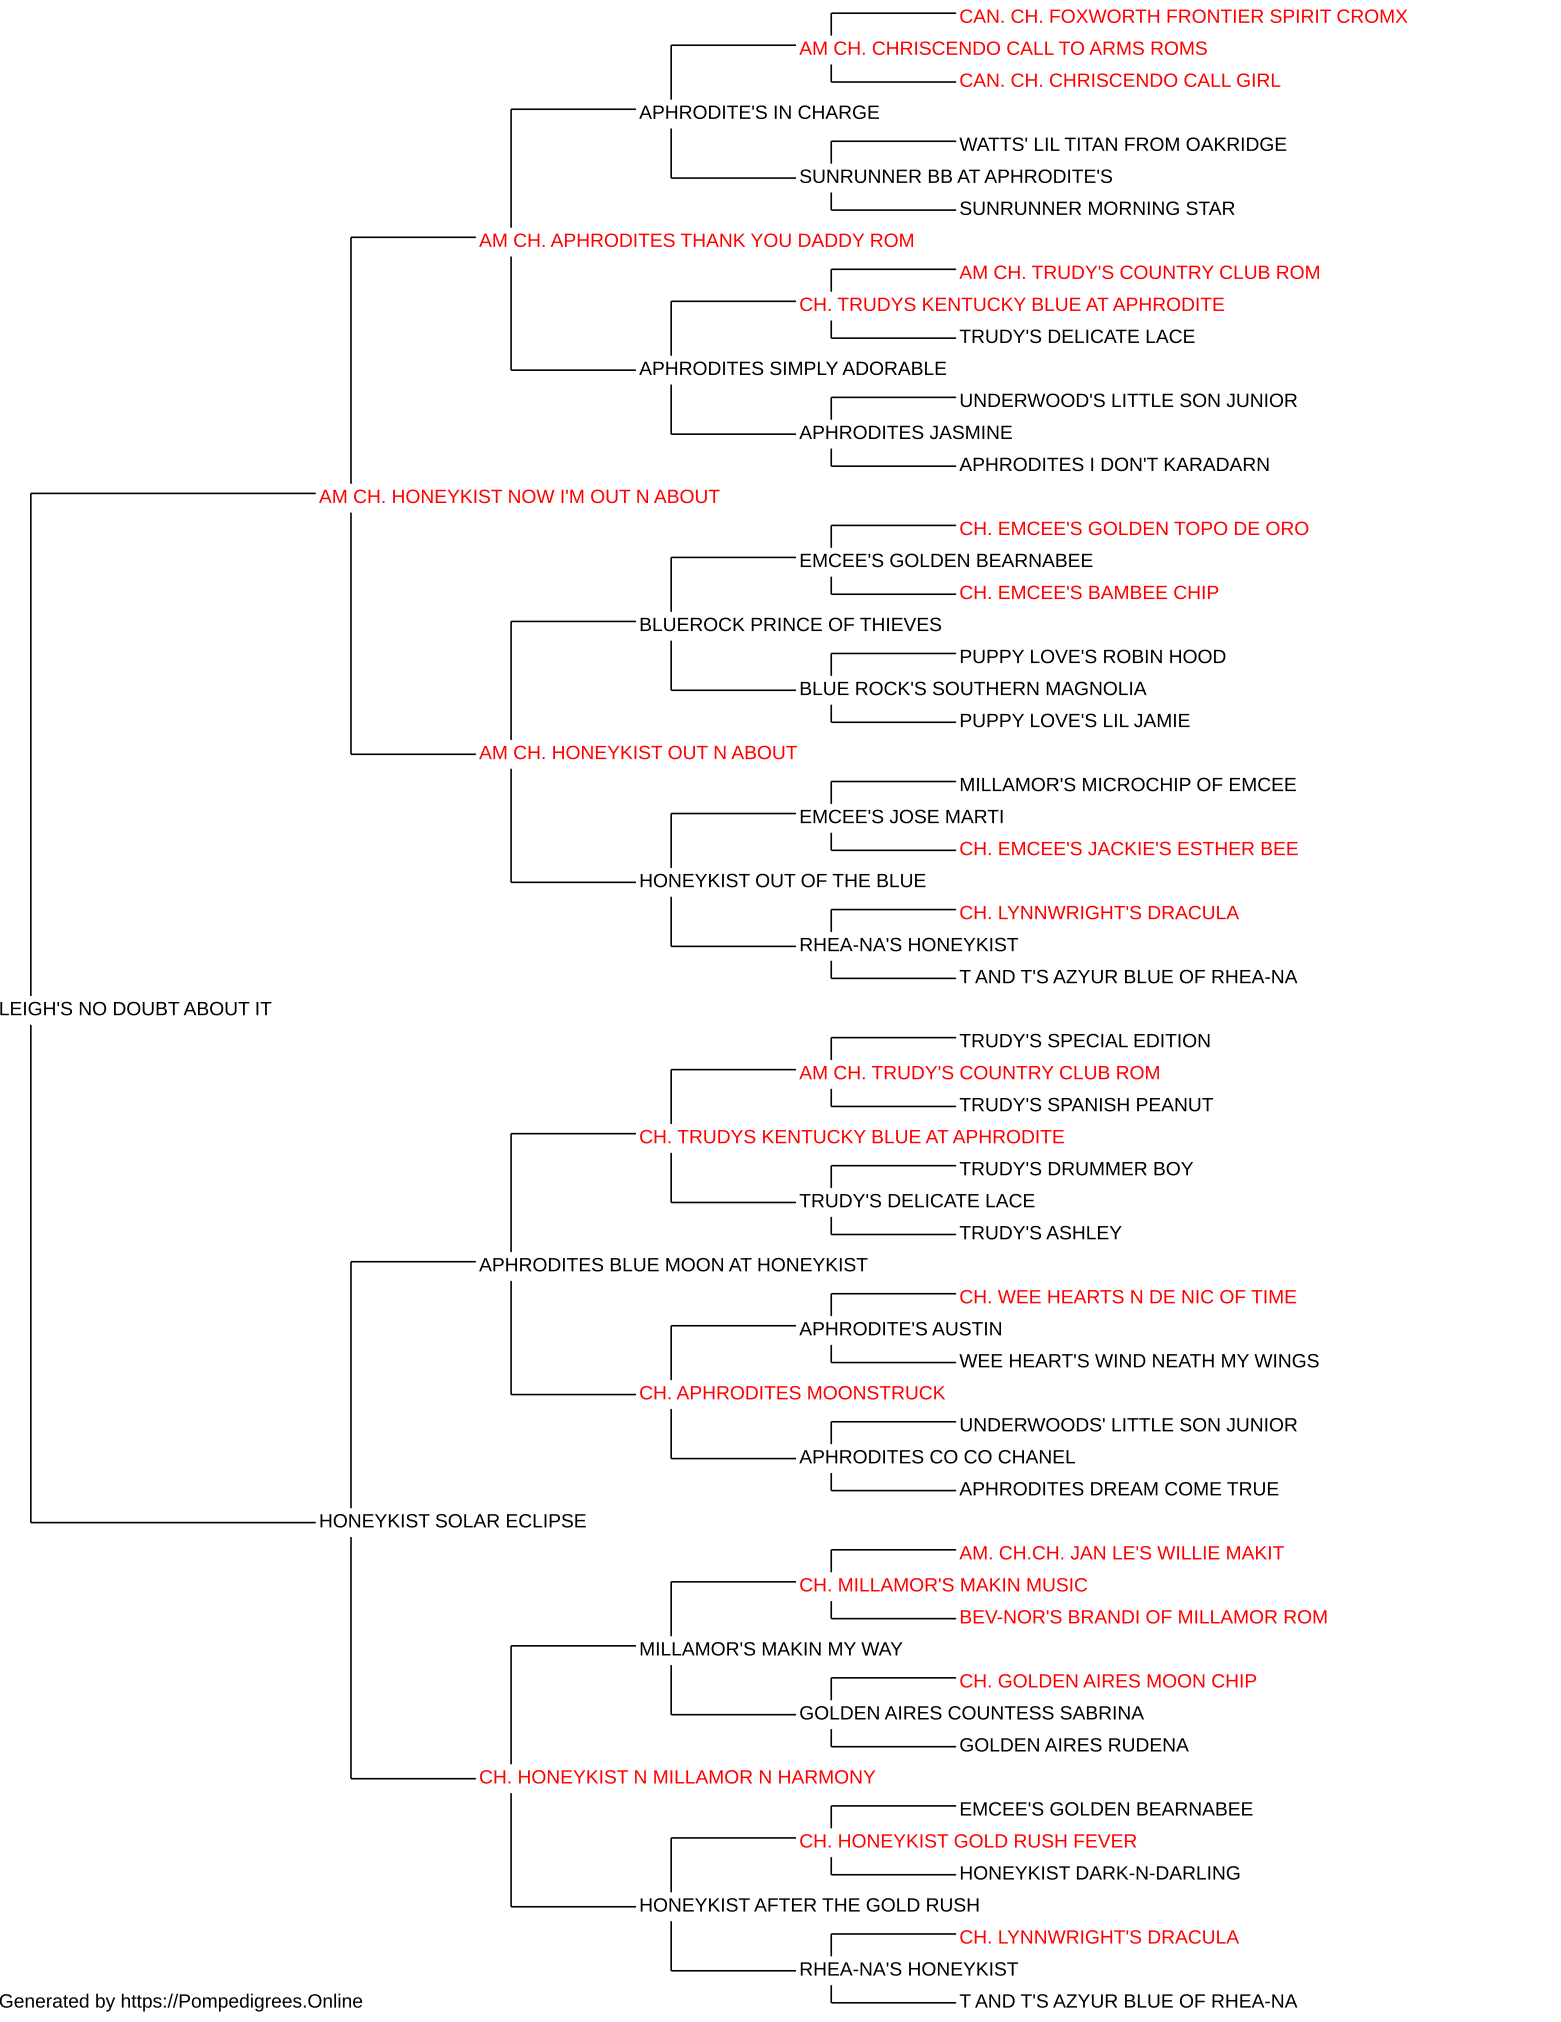 CAN. CH. FOXWORTH FRONTIER SPIRIT CROMX
AM CH. CHRISCENDO CALL TO ARMS ROMS
CAN. CH. CHRISCENDO CALL GIRL
APHRODITE'S IN CHARGE
WATTS' LIL TITAN FROM OAKRIDGE
SUNRUNNER BB AT APHRODITE'S
SUNRUNNER MORNING STAR
AM CH. APHRODITES THANK YOU DADDY ROM
AM CH. TRUDY'S COUNTRY CLUB ROM
CH. TRUDYS KENTUCKY BLUE AT APHRODITE
TRUDY'S DELICATE LACE
APHRODITES SIMPLY ADORABLE
UNDERWOOD'S LITTLE SON JUNIOR
APHRODITES JASMINE
APHRODITES I DON'T KARADARN
AM CH. HONEYKIST NOW I'M OUT N ABOUT
CH. EMCEE'S GOLDEN TOPO DE ORO
EMCEE'S GOLDEN BEARNABEE
CH. EMCEE'S BAMBEE CHIP
BLUEROCK PRINCE OF THIEVES
PUPPY LOVE'S ROBIN HOOD
BLUE ROCK'S SOUTHERN MAGNOLIA
PUPPY LOVE'S LIL JAMIE
AM CH. HONEYKIST OUT N ABOUT
MILLAMOR'S MICROCHIP OF EMCEE
EMCEE'S JOSE MARTI
CH. EMCEE'S JACKIE'S ESTHER BEE
HONEYKIST OUT OF THE BLUE
CH. LYNNWRIGHT'S DRACULA
RHEA-NA'S HONEYKIST
T AND T'S AZYUR BLUE OF RHEA-NA
LEIGH'S NO DOUBT ABOUT IT
TRUDY'S SPECIAL EDITION
AM CH. TRUDY'S COUNTRY CLUB ROM
TRUDY'S SPANISH PEANUT
CH. TRUDYS KENTUCKY BLUE AT APHRODITE
TRUDY'S DRUMMER BOY
TRUDY'S DELICATE LACE
TRUDY'S ASHLEY
APHRODITES BLUE MOON AT HONEYKIST
CH. WEE HEARTS N DE NIC OF TIME
APHRODITE'S AUSTIN
WEE HEART'S WIND NEATH MY WINGS
CH. APHRODITES MOONSTRUCK
UNDERWOODS' LITTLE SON JUNIOR
APHRODITES CO CO CHANEL
APHRODITES DREAM COME TRUE
HONEYKIST SOLAR ECLIPSE
AM. CH.CH. JAN LE'S WILLIE MAKIT
CH. MILLAMOR'S MAKIN MUSIC
BEV-NOR'S BRANDI OF MILLAMOR ROM
MILLAMOR'S MAKIN MY WAY
CH. GOLDEN AIRES MOON CHIP
GOLDEN AIRES COUNTESS SABRINA
GOLDEN AIRES RUDENA
CH. HONEYKIST N MILLAMOR N HARMONY
EMCEE'S GOLDEN BEARNABEE
CH. HONEYKIST GOLD RUSH FEVER
HONEYKIST DARK-N-DARLING
HONEYKIST AFTER THE GOLD RUSH
CH. LYNNWRIGHT'S DRACULA
RHEA-NA'S HONEYKIST
T AND T'S AZYUR BLUE OF RHEA-NA
Generated by https://Pompedigrees.Online